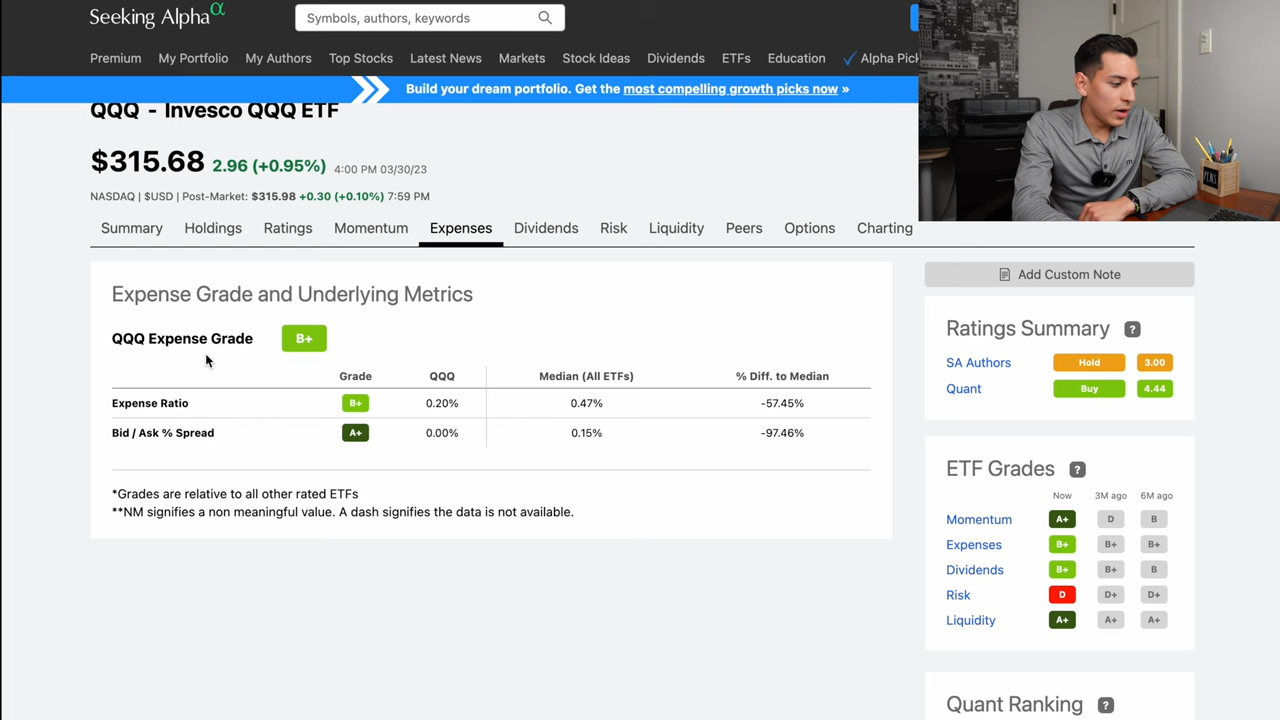 Seeking Alpha α
Symbols, authors, keywords
Premium My Portfolio My Authors Top Stocks Latest News Markets Stock Ideas Dividends ETFs Education Alpha Pick
Build your dream portfolio. Get the most compelling growth picks now »
QQQ - Invesco QQQ ETF
$315.68 2.96 (+0.95%) 4:00 PM 03/30/23
NASDAQ | $USD | Post-Market: $315.98 +0.30 (+0.10%) 7:59 PM
Summary Holdings Ratings Momentum Expenses Dividends Risk Liquidity Peers Options Charting
Expense Grade and Underlying Metrics
QQQ Expense Grade B+
Grade QQQ Median (All ETFs) % Diff. to Median
Expense Ratio B+ 0.20% 0.47% -57.45%
Bid / Ask % Spread A+ 0.00% 0.15% -97.46%
*Grades are relative to all other rated ETFs
**NM signifies a non meaningful value. A dash signifies the data is not available.
Add Custom Note
Ratings Summary ?
SA Authors Hold 3.00
Quant Buy 4.44
ETF Grades ?
Now 3M ago 6M ago
Momentum A+ D B
Expenses B+ B+ B+
Dividends B+ B+ B
Risk D D+ D+
Liquidity A+ A+ A+
Quant Ranking ?